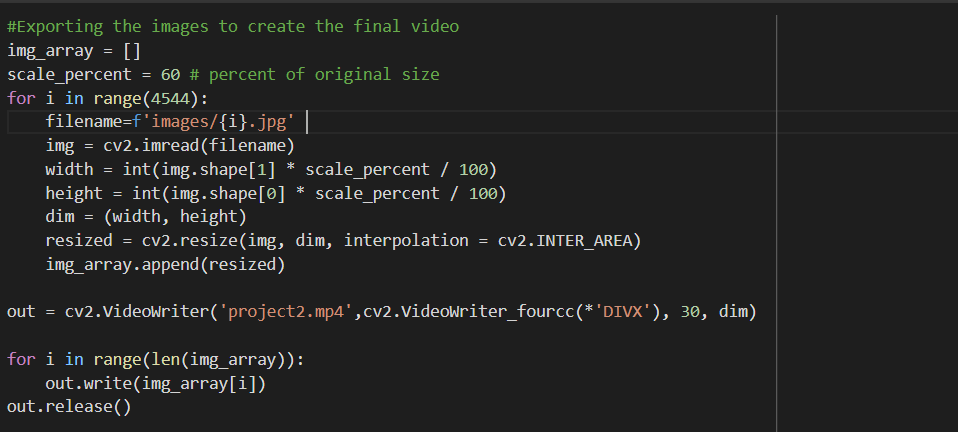 #Exporting the images to create the final video
img_array = []
scale_percent = 60 # percent of original size
for i in range(4544):
    filename=f'images/{i}.jpg'
    img = cv2.imread(filename)
    width = int(img.shape[1] * scale_percent / 100)
    height = int(img.shape[0] * scale_percent / 100)
    dim = (width, height)
    resized = cv2.resize(img, dim, interpolation = cv2.INTER_AREA)
    img_array.append(resized)

out = cv2.VideoWriter('project2.mp4',cv2.VideoWriter_fourcc(*'DIVX'), 30, dim)

for i in range(len(img_array)):
    out.write(img_array[i])
out.release()